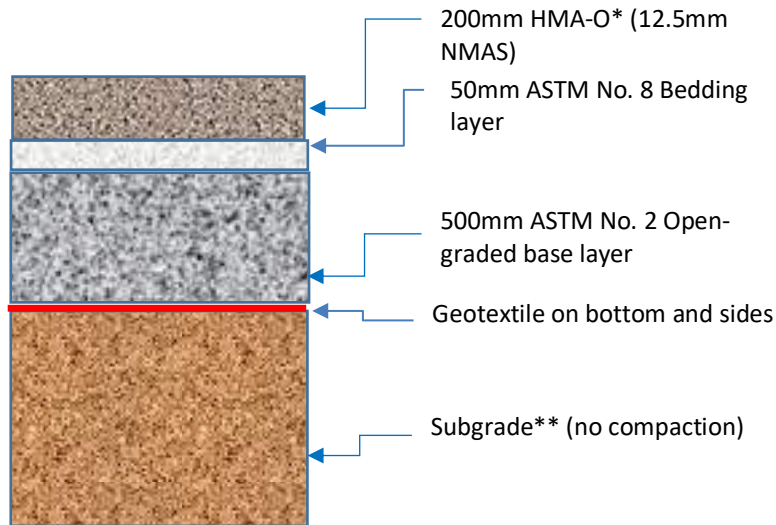 200mm HMA-O* (12.5mm
NMAS)
50mm ASTM No. 8 Bedding
layer
500mm ASTM No. 2 Open-
graded base layer
Geotextile on bottom and sides
Subgrade** (no compaction)